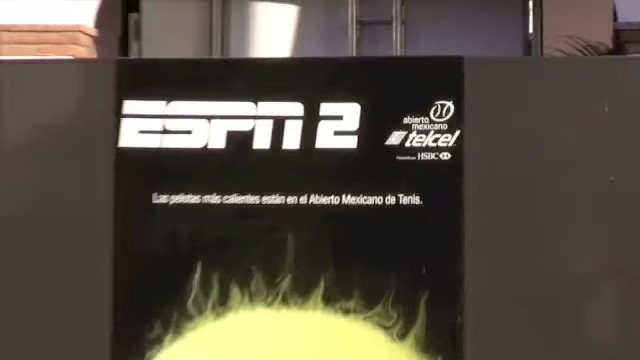 ESPN 2
abierto
mexicano
telcel
HSBC
Las pelotas más calientes están en el Abierto Mexicano de Tenis.